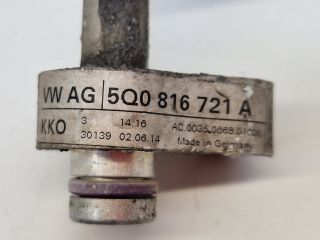 VW AG 5Q0 816 721 A
KKO 3 14:16
30139 02.06.14 Made in Germany